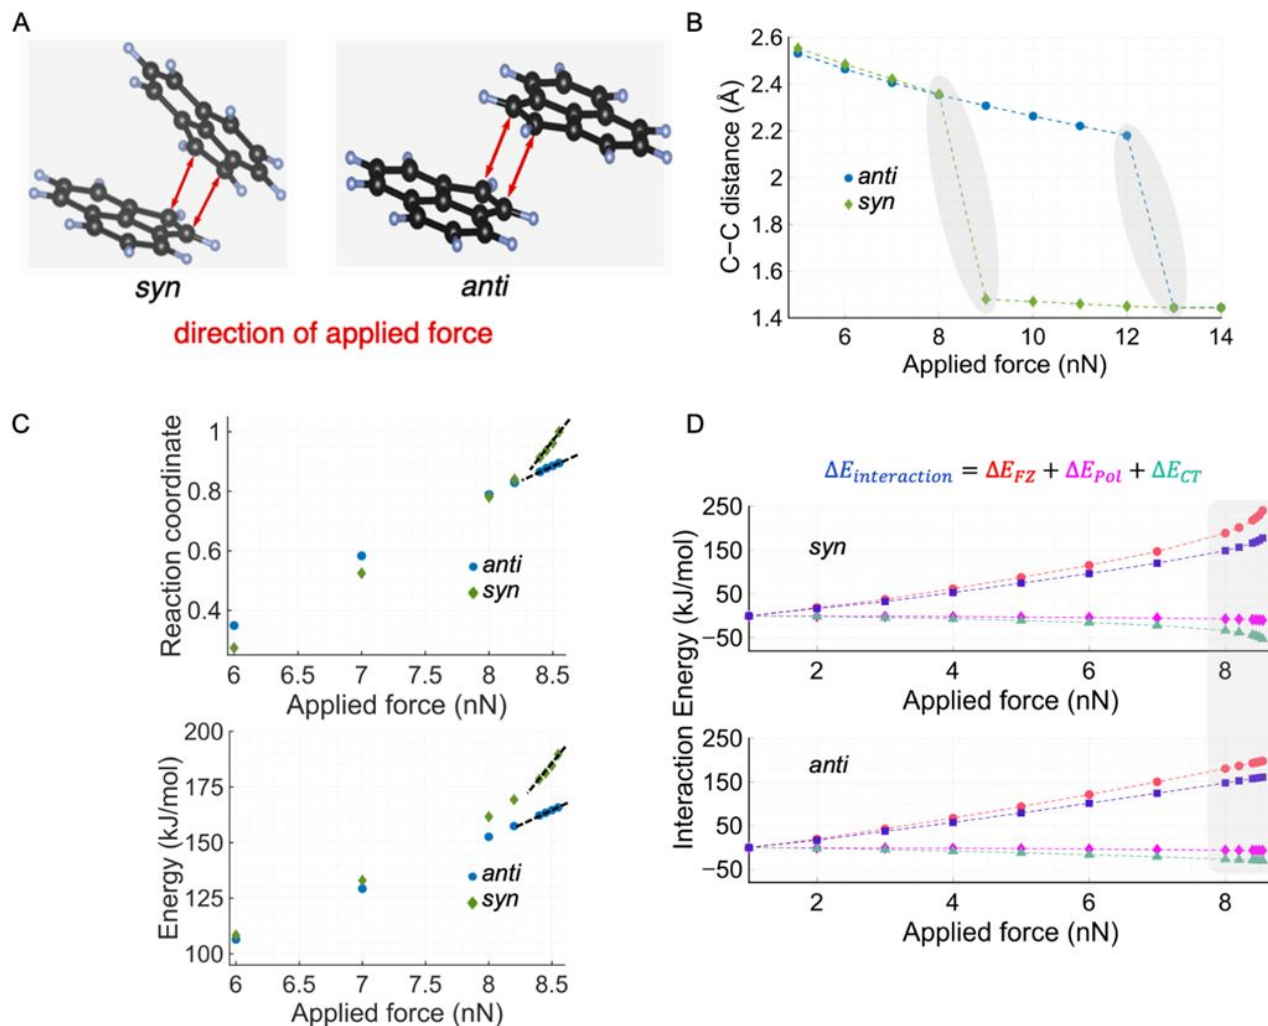 A
syn
anti
direction of applied force
B
C–C distance (Å)
2.6
2.4
2.2
2
1.8
1.6
1.4
anti
syn
6 8 10 12 14
Applied force (nN)
C
Reaction coordinate
1
0.8
0.6
0.4
anti
syn
6 6.5 7 7.5 8 8.5
Applied force (nN)
Energy (kJ/mol)
200
175
150
125
100
anti
syn
6 6.5 7 7.5 8 8.5
Applied force (nN)
D
ΔE_interaction = ΔE_FZ + ΔE_Pol + ΔE_CT
Interaction Energy (kJ/mol)
250
150
50
−50
syn
2 4 6 8
Applied force (nN)
250
150
50
−50
anti
2 4 6 8
Applied force (nN)